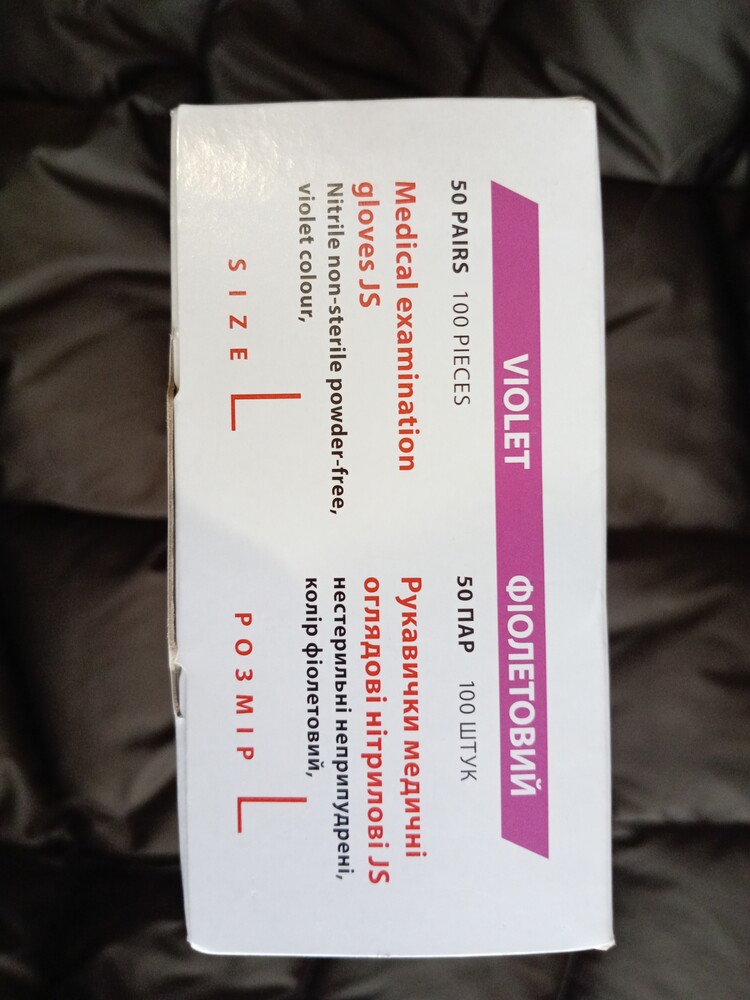 VIOLET ФІОЛЕТОВИЙ
50 PAIRS 100 PIECES
Medical examination
gloves JS
Nitrile non-sterile powder-free,
violet colour,
SIZE L
50 ПАР 100 ШТУК
Рукавички медичні
оглядові нітрилові JS
нестерильні неприпудрені,
колір фіолетовий,
РОЗМІР L